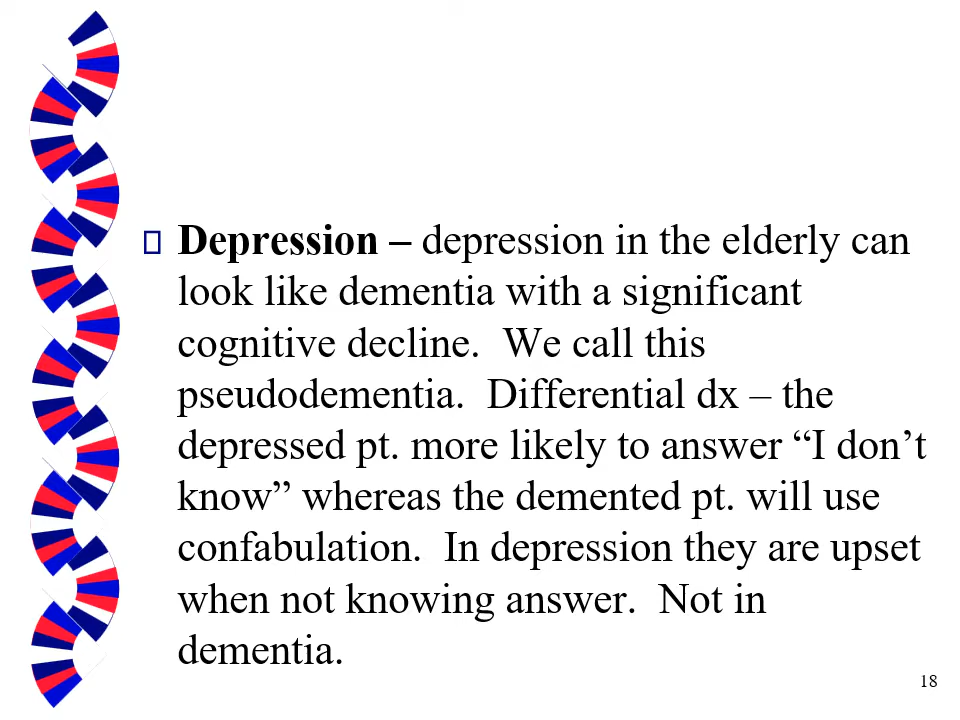 Depression – depression in the elderly can
look like dementia with a significant
cognitive decline.  We call this
pseudodementia.  Differential dx – the
depressed pt. more likely to answer “I don’t
know” whereas the demented pt. will use
confabulation.  In depression they are upset
when not knowing answer.  Not in
dementia.
18